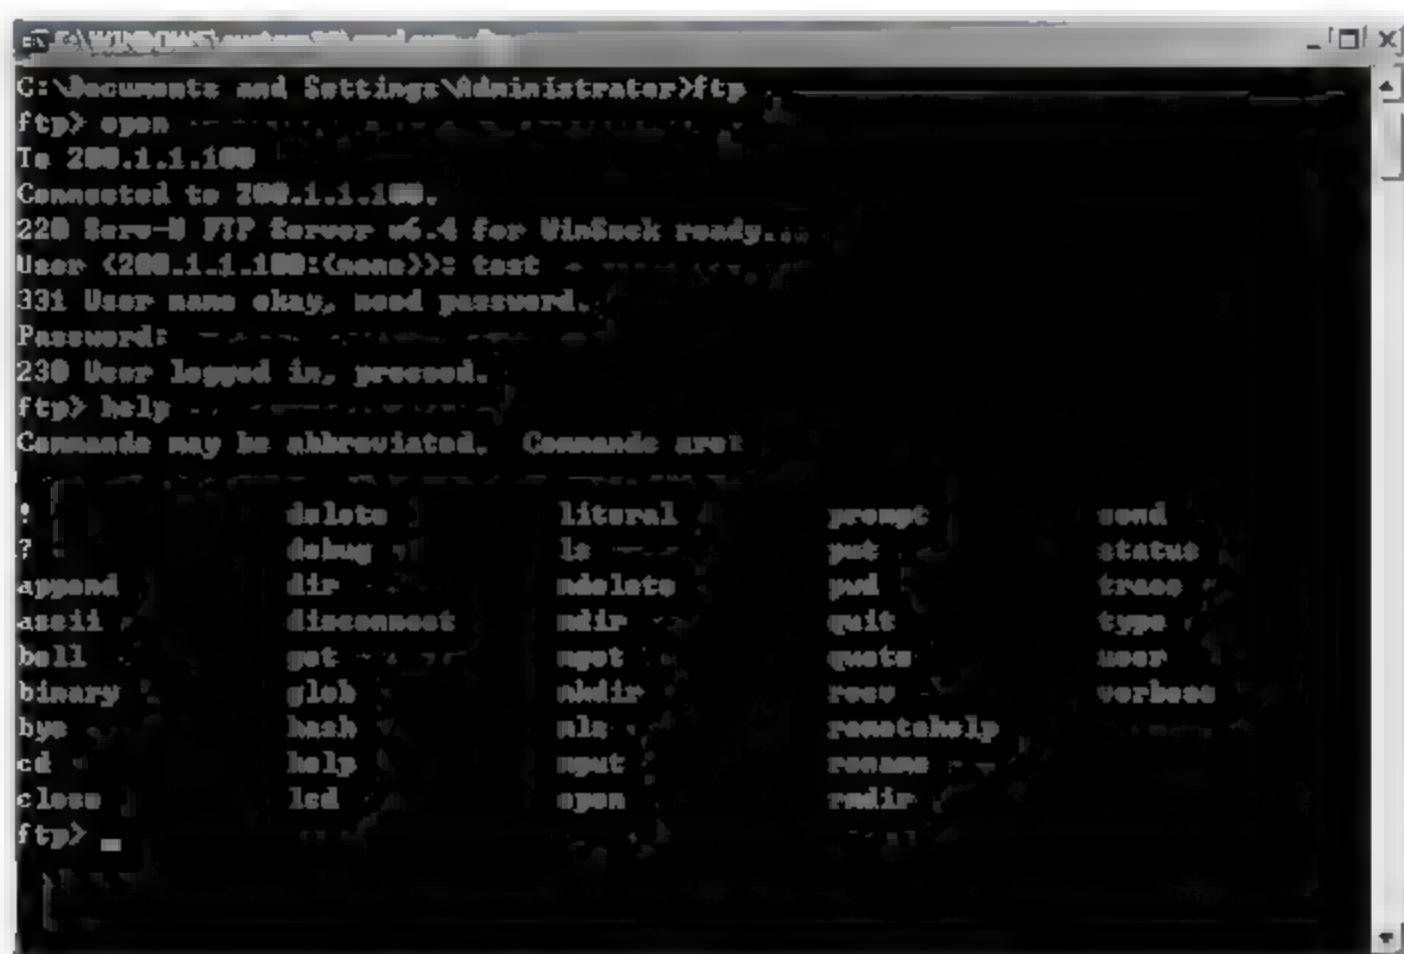 C:\Documents and Settings\Administrator>ftp
ftp> open
To 200.1.1.100
Connected to 200.1.1.100.
220 Serv-U FTP Server v6.4 for WinSock ready...
User (200.1.1.100:(none)): test
331 User name okay, need password.
Password:
230 User logged in, proceed.
ftp> help
Commands may be abbreviated.  Commands are:
! delete literal prompt send
? debug ls put status
append dir mdelete pwd trace
ascii disconnect mdir quit type
bell get mget quote user
binary glob mkdir recv verbose
bye hash mls remotehelp
cd help mput rename
close lcd open rmdir
ftp> _